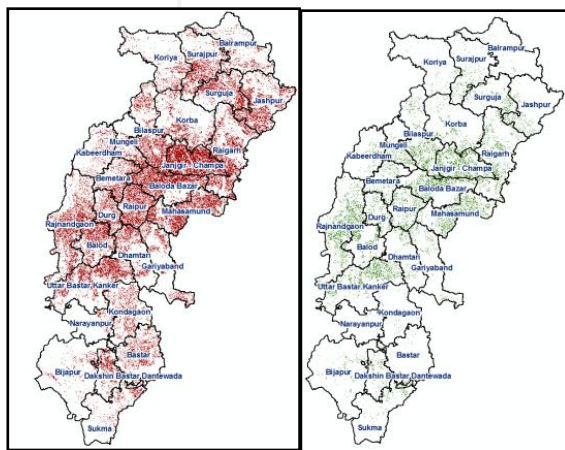 Balrampur
Surajpur
Koriya
Surguja
Jashpur
Korba
Bilaspur
Mungeli
Raigarh
Kabeerdham
Janjgir - Champa
Bemetara
Baloda Bazar
Raipur
Durg
Mahasamund
Rajnandgaon
Balod
Dhamtari
Gariyaband
Uttar Bastar Kanker
Kondagaon
Narayanpur
Bastar
Bijapur
Dakshin Bastar Dantewada
Sukma
Balrampur
Surajpur
Koriya
Surguja
Jashpur
Korba
Bilaspur
Mungeli
Raigarh
Kabeerdham
Janjgir - Champa
Bemetara
Baloda Bazar
Raipur
Durg
Mahasamund
Rajnandgaon
Balod
Dhamtari
Gariyaband
Uttar Bastar Kanker
Kondagaon
Narayanpur
Bastar
Bijapur
Dakshin Bastar Dantewada
Sukma